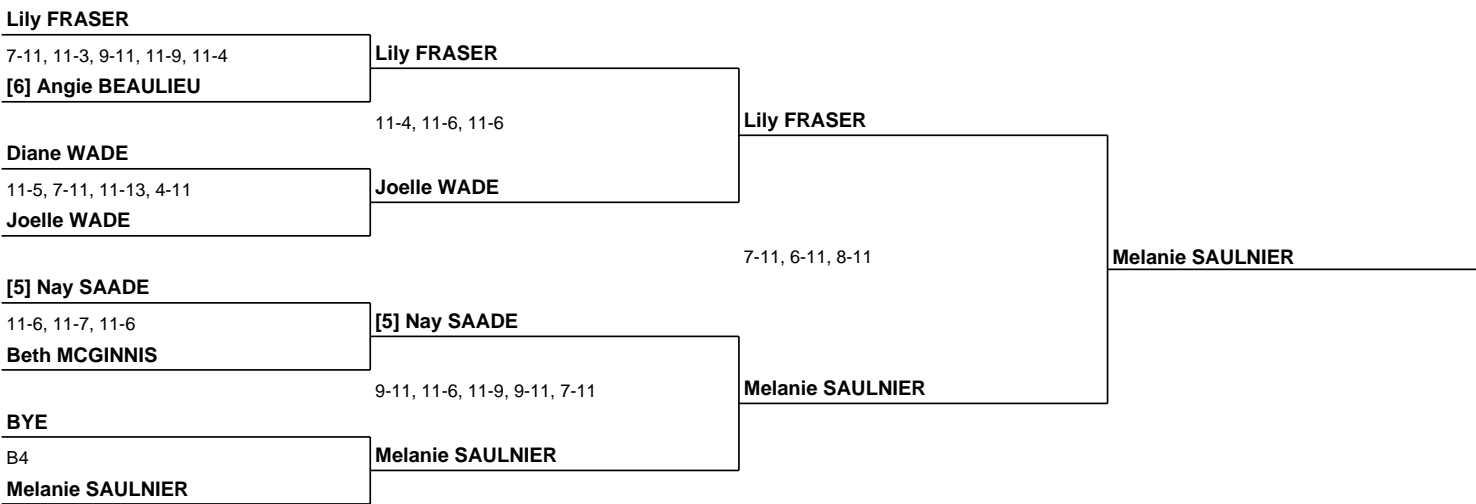 Lily FRASER
7-11, 11-3, 9-11, 11-9, 11-4
Lily FRASER
[6] Angie BEAULIEU
11-4, 11-6, 11-6
Lily FRASER
Diane WADE
11-5, 7-11, 11-13, 4-11
Joelle WADE
Joelle WADE
7-11, 6-11, 8-11
Melanie SAULNIER
[5] Nay SAADE
11-6, 11-7, 11-6
[5] Nay SAADE
Beth MCGINNIS
9-11, 11-6, 11-9, 9-11, 7-11
Melanie SAULNIER
BYE
B4
Melanie SAULNIER
Melanie SAULNIER